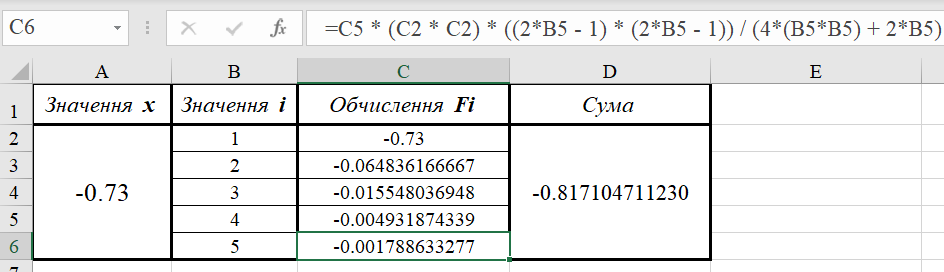 C6 fx =C5 * (C2 * C2) * ((2*B5 - 1) * (2*B5 - 1)) / (4*(B5*B5) + 2*B5)
A B C D E
1 Значення x Значення i Обчислення Fi Сума
2 1 -0.73
3 2 -0.064836166667
4 -0.73 3 -0.015548036948 -0.817104711230
5 4 -0.004931874339
6 5 -0.001788633277
7